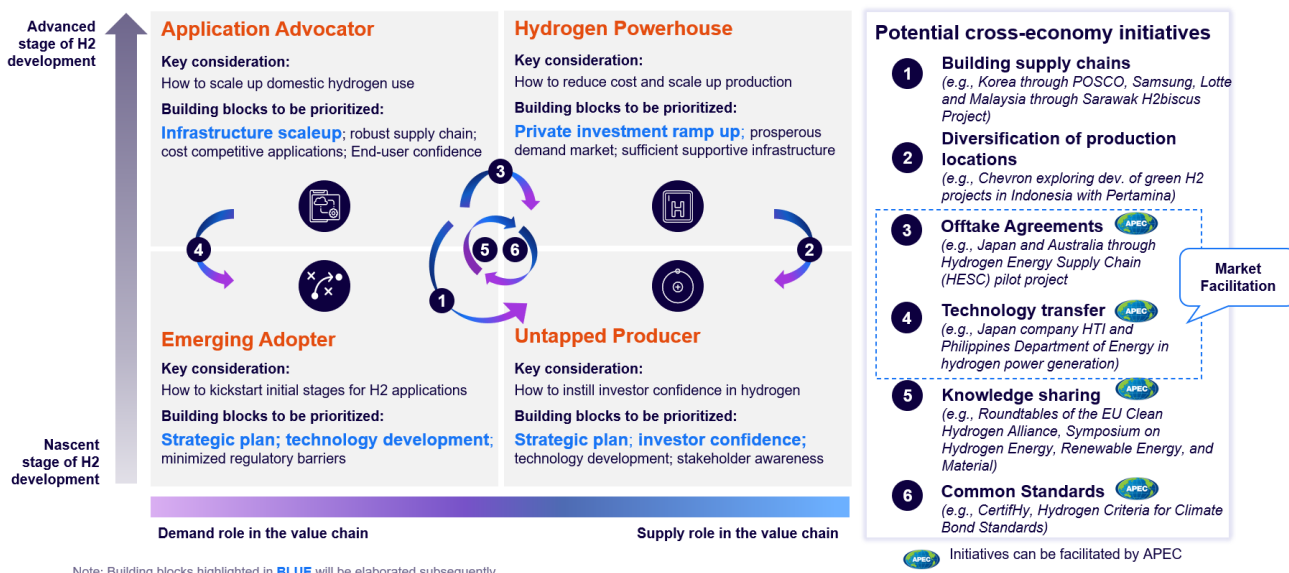 Advanced
stage of H2
development
Nascent
stage of H2
development
Application Advocator
Key consideration:
How to scale up domestic hydrogen use
Building blocks to be prioritized:
Infrastructure scaleup; robust supply chain;
cost competitive applications; End-user confidence
Hydrogen Powerhouse
Key consideration:
How to reduce cost and scale up production
Building blocks to be prioritized:
Private investment ramp up; prosperous
demand market; sufficient supportive infrastructure
3
4
5
6
2
1
H
Emerging Adopter
Key consideration:
How to kickstart initial stages for H2 applications
Building blocks to be prioritized:
Strategic plan; technology development;
minimized regulatory barriers
Untapped Producer
Key consideration:
How to instill investor confidence in hydrogen
Building blocks to be prioritized:
Strategic plan; investor confidence;
technology development; stakeholder awareness
Demand role in the value chain
Supply role in the value chain
Potential cross-economy initiatives
1
Building supply chains
(e.g., Korea through POSCO, Samsung, Lotte
and Malaysia through Sarawak H2biscus
Project)
2
Diversification of production
locations
(e.g., Chevron exploring dev. of green H2
projects in Indonesia with Pertamina)
3
Offtake Agreements
APEC
(e.g., Japan and Australia through
Hydrogen Energy Supply Chain
(HESC) pilot project
4
Technology transfer
APEC
(e.g., Japan company HTI and
Philippines Department of Energy in
hydrogen power generation)
Market
Facilitation
5
Knowledge sharing
APEC
(e.g., Roundtables of the EU Clean
Hydrogen Alliance, Symposium on
Hydrogen Energy, Renewable Energy, and
Material)
6
Common Standards
APEC
(e.g., CertifHy, Hydrogen Criteria for Climate
Bond Standards)
APEC
Initiatives can be facilitated by APEC
Note: Building blocks highlighted in BLUE will be elaborated subsequently